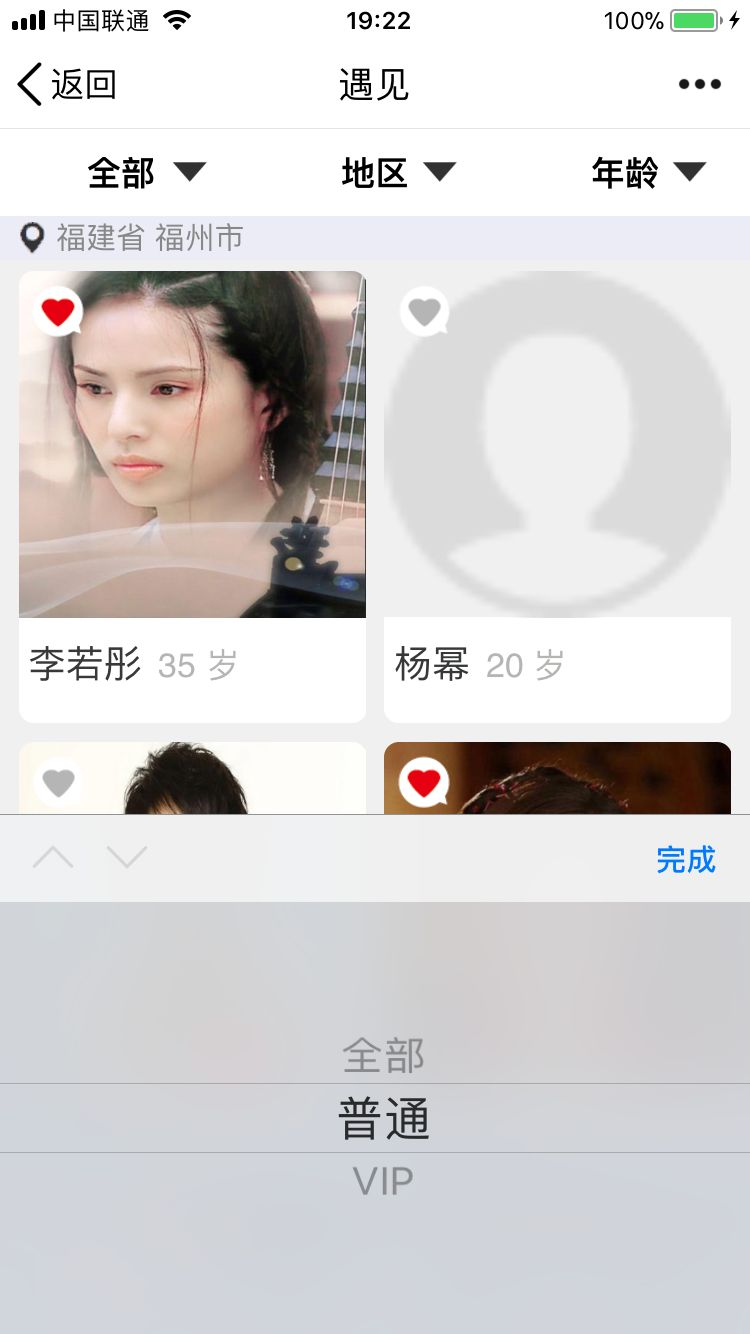 中国联通 19:22 100%
返回 遇见
全部 地区 年龄
福建省 福州市
李若彤 35 岁 杨幂 20 岁
完成
全部
普通
VIP